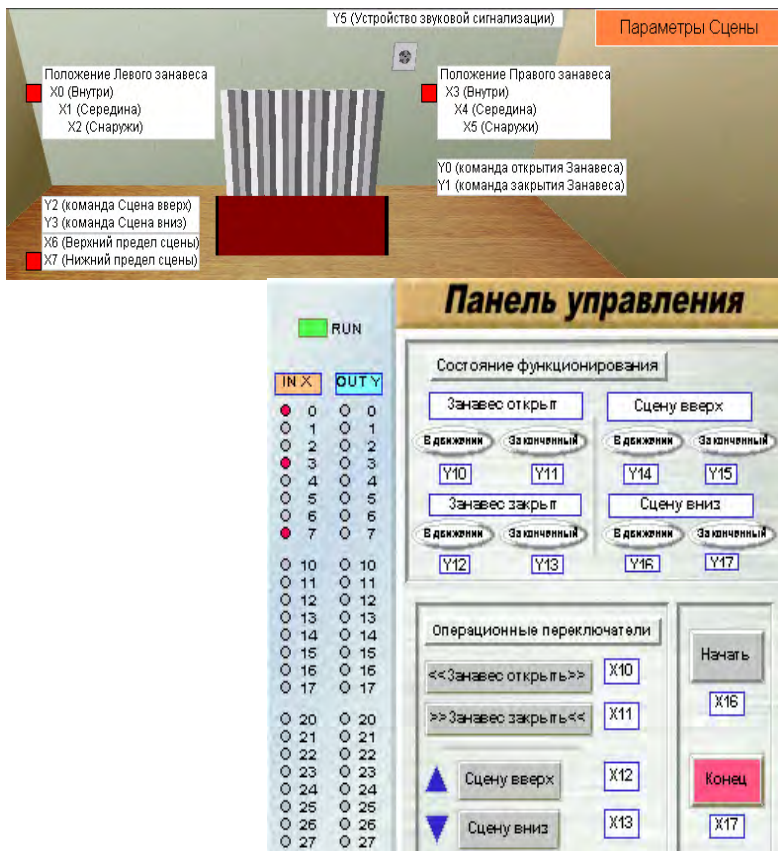 Y5 (Устройство звуковой сигнализации)
Параметры Сцены
Положение Левого занавеса
X0 (Внутри)
X1 (Середина)
X2 (Снаружи)
Положение Правого занавеса
X3 (Внутри)
X4 (Середина)
X5 (Снаружи)
Y0 (команда открытия Занавеса)
Y1 (команда закрытия Занавеса)
Y2 (команда Сцена вверх)
Y3 (команда Сцена вниз)
X6 (Верхний предел сцены)
X7 (Нижний предел сцены)
Панель управления
RUN
IN X OUT Y
0 0
1 1
2 2
3 3
4 4
5 5
6 6
7 7
10 10
11 11
12 12
13 13
14 14
15 15
16 16
17 17
20 20
21 21
22 22
23 23
24 24
25 25
26 26
27 27
Состояние функционирования
Занавес открыт Сцену вверх
В движении Законченный В движении Законченный
Y10 Y11 Y14 Y15
Занавес закрыт Сцену вниз
В движении Законченный В движении Законченный
Y12 Y13 Y16 Y17
Операционные переключатели
<<Занавес открыть>> X10
>>Занавес закрыть<< X11
Сцену вверх X12
Сцену вниз X13
Начать
X16
Конец
X17